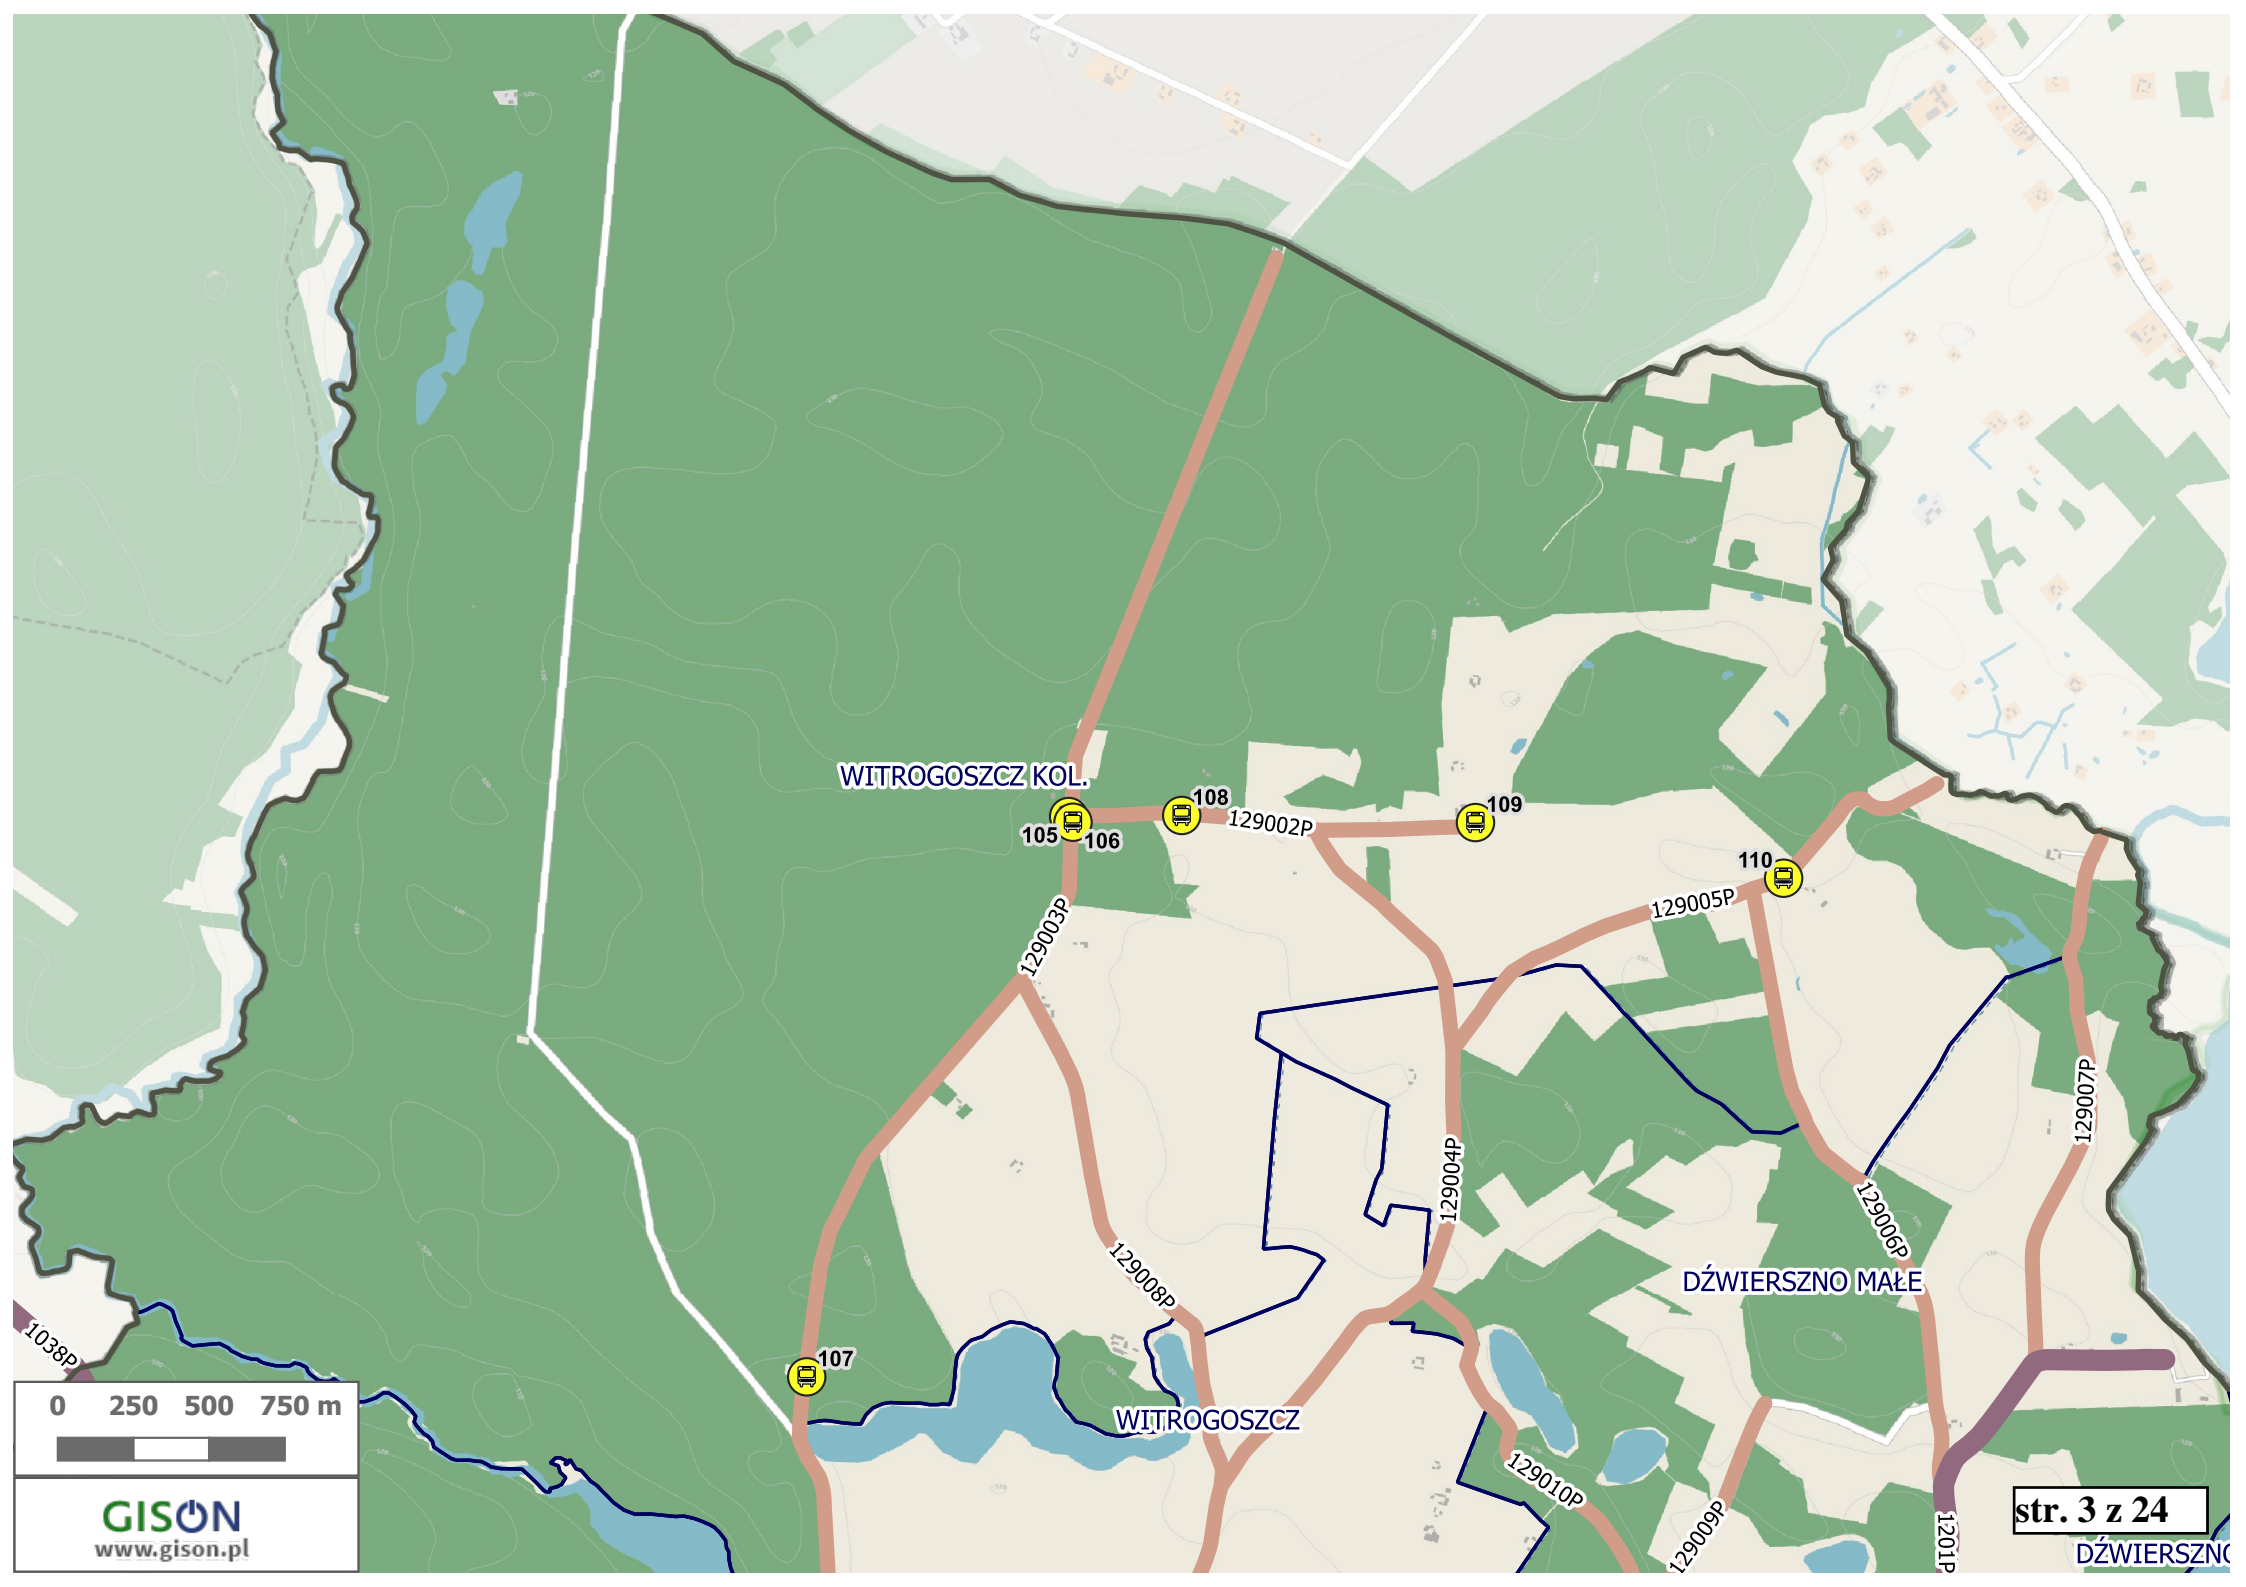 WITROGOSZCZ KOL.
108
109
129002P
105
106
110
129005P
129003P
129007P
129004P
129006P
129008P
DŹWIERSZNO MAŁE
1038P
107
0 250 500 750 m
WITROGOSZCZ
129010P
129009P
1201P
GISON
www.gison.pl
str. 3 z 24
DŹWIERSZNO